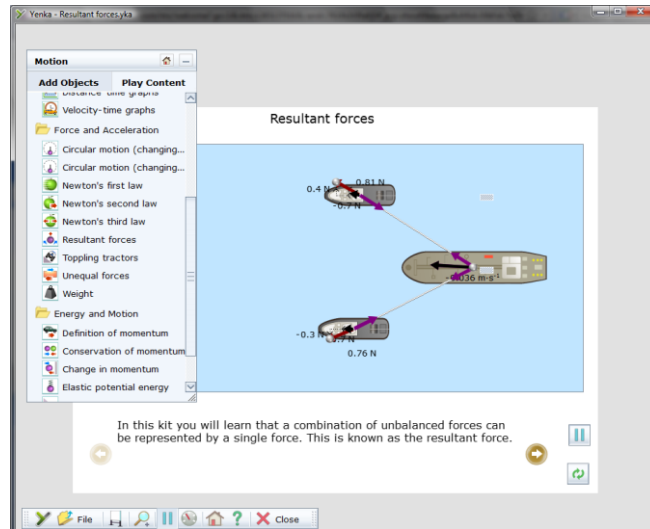 Yenka - Resultant forces.yka
Motion
Add Objects Play Content
Distance-time graphs
Velocity-time graphs
Force and Acceleration
Circular motion (changing...
Circular motion (changing...
Newton's first law
Newton's second law
Newton's third law
Resultant forces
Toppling tractors
Unequal forces
Weight
Energy and Motion
Definition of momentum
Conservation of momentum
Change in momentum
Elastic potential energy
Resultant forces
0.81 N
0.4 N
-0.7 N
m·s⁻¹
-0.3 N
0.76 N
In this kit you will learn that a combination of unbalanced forces can
be represented by a single force. This is known as the resultant force.
File
Close